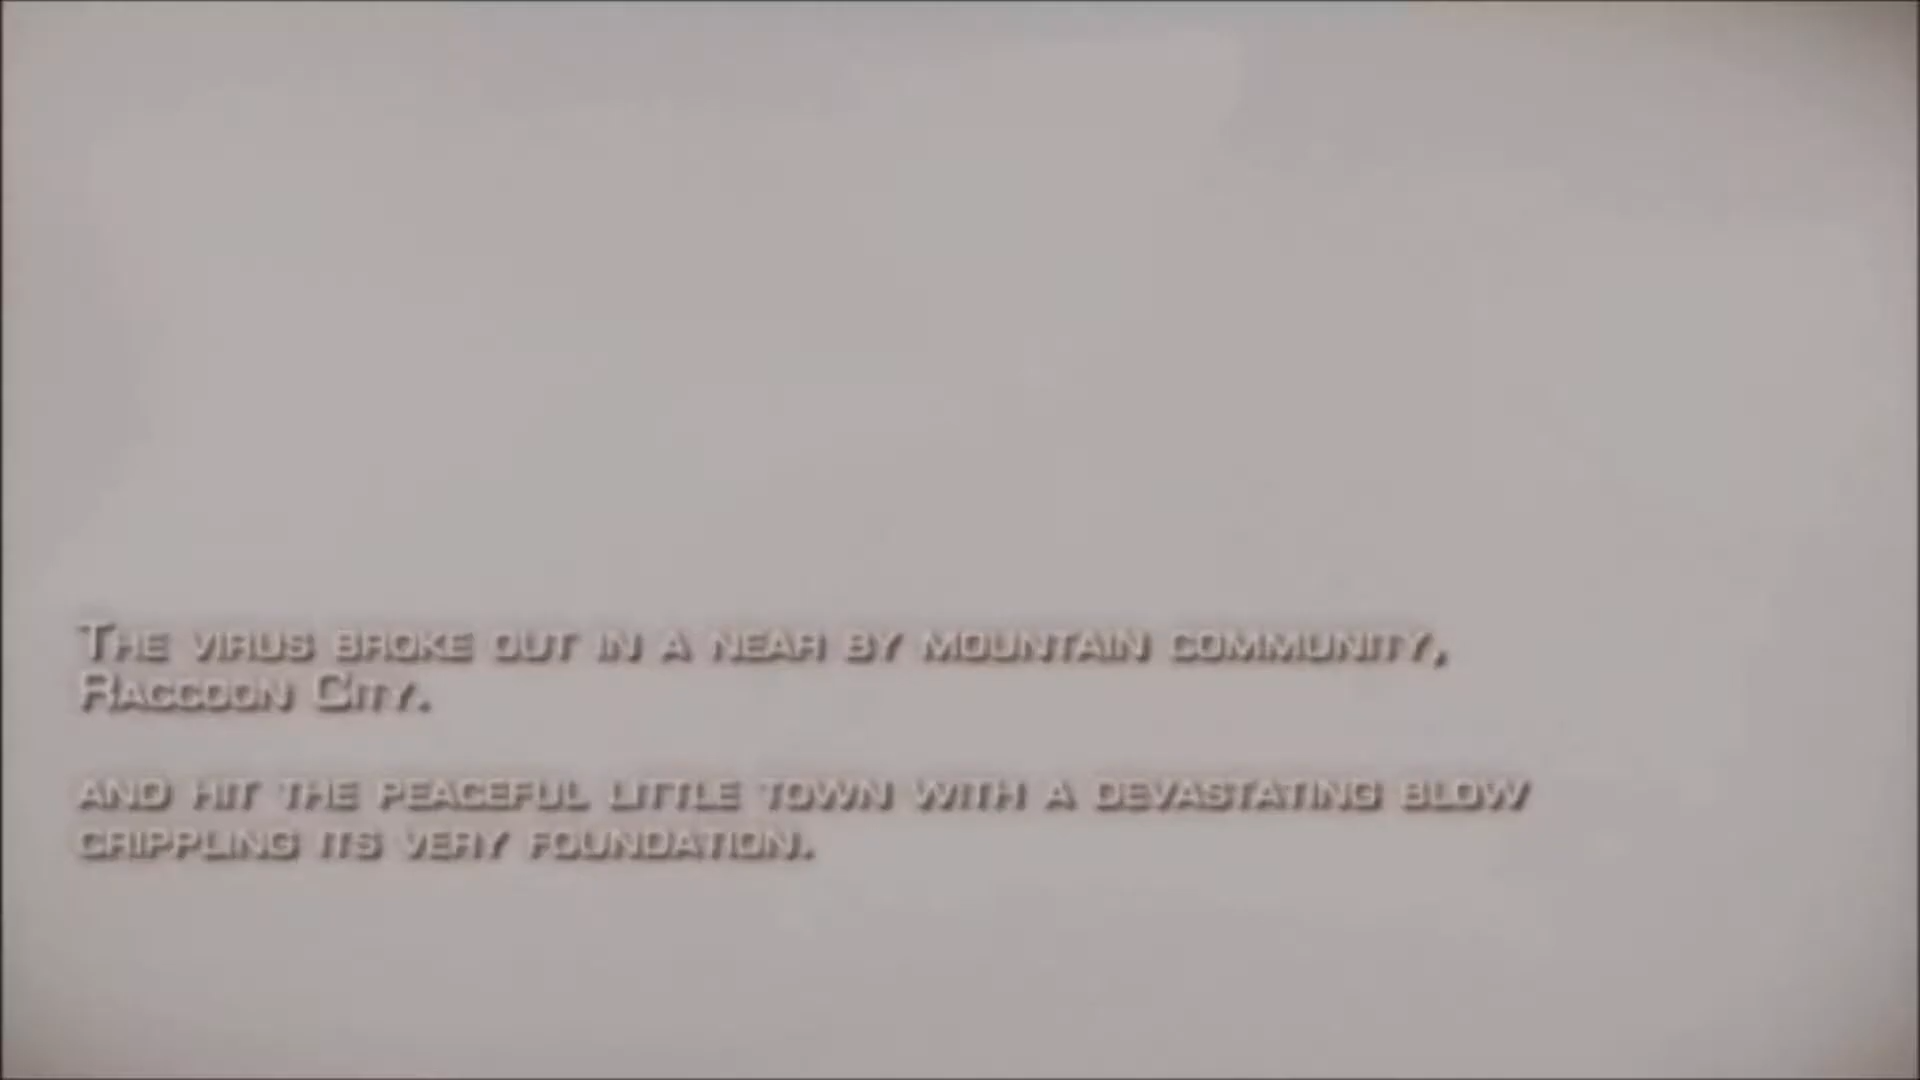 The virus broke out in a near by mountain community,
Raccoon City.
and hit the peaceful little town with a devastating blow
crippling its very foundation.